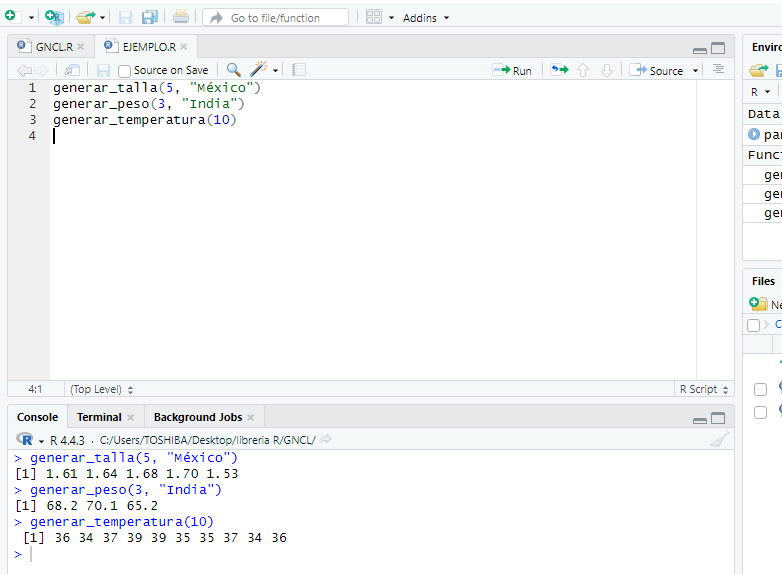 Go to file/function
Addins
GNCL.R
EJEMPLO.R
Source on Save
Run
Source
1 generar_talla(5, "México")
2 generar_peso(3, "India")
3 generar_temperatura(10)
4
4:1
(Top Level)
R Script
Console
Terminal
Background Jobs
R 4.4.3 · C:/Users/TOSHIBA/Desktop/libreria R/GNCL/
> generar_talla(5, "México")
[1] 1.61 1.64 1.68 1.70 1.53
> generar_peso(3, "India")
[1] 68.2 70.1 65.2
> generar_temperatura(10)
[1] 36 34 37 39 39 35 35 37 34 36
>
Enviro
R
Data
par
Func
gen
gen
gen
Files
Ne
C